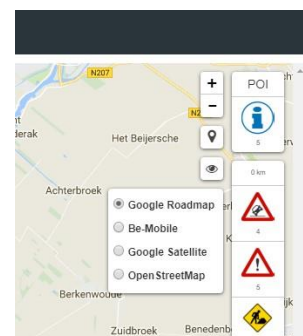 N207
+
POI
−
Het Beijersche
5
0 km
Achterbroek
Google Roadmap
4
Be-Mobile
Google Satellite
OpenStreetMap
5
Berkenwoude
Zuidbroek
Benedenb